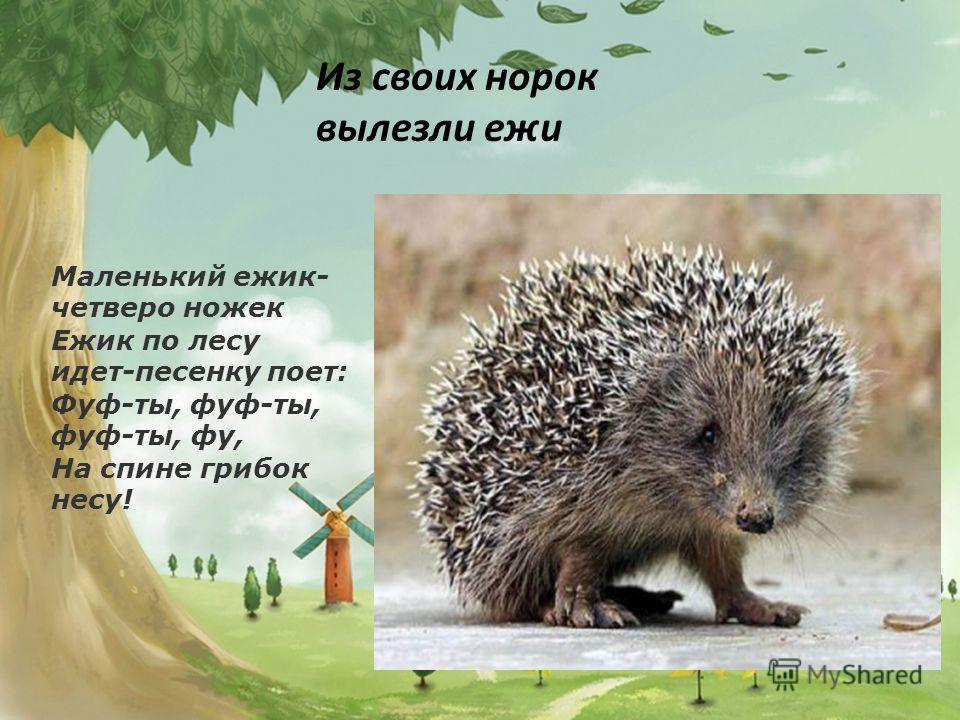 Из своих норок
вылезли ежи
Маленький ежик-
четверо ножек
Ежик по лесу
идет-песенку поет:
Фуф-ты, фуф-ты,
фуф-ты, фу,
На спине грибок
несу!
MyShared